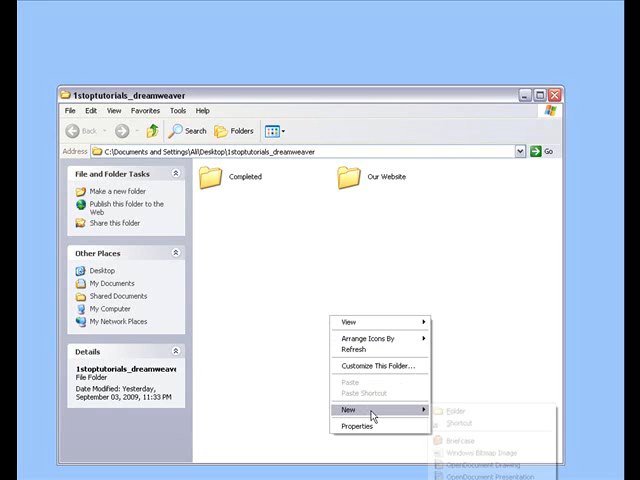 1stoptutorials_dreamweaver
File Edit View Favorites Tools Help
Back Search Folders
Address C:\Documents and Settings\Ali\Desktop\1stoptutorials_dreamweaver Go
File and Folder Tasks
Make a new folder
Publish this folder to the
Web
Share this folder
Other Places
Desktop
My Documents
Shared Documents
My Computer
My Network Places
Details
1stoptutorials_dreamweave
File Folder
Date Modified: Yesterday,
September 03, 2009, 11:33 PM
Completed
Our Website
View
Arrange Icons By
Refresh
Customize This Folder...
Paste
Paste Shortcut
New
Properties
Folder
Shortcut
Briefcase
Windows Bitmap Image
OpenDocument Drawing
OpenDocument Presentation